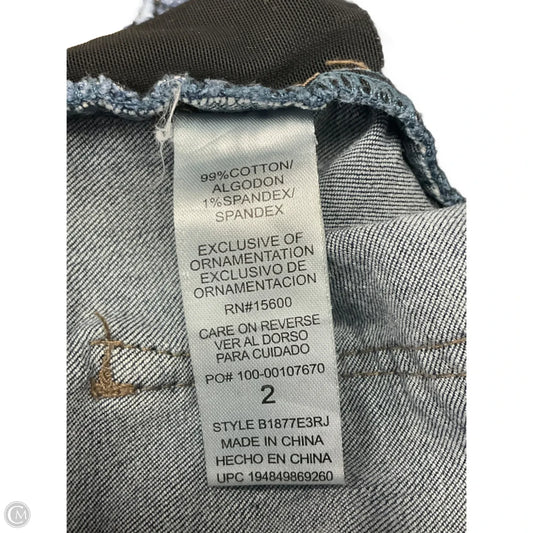 99%COTTON/
ALGODON
1%SPANDEX/
SPANDEX
EXCLUSIVE OF
ORNAMENTATION
EXCLUSIVO DE
ORNAMENTACION
RN#15600
CARE ON REVERSE
VER AL DORSO
PARA CUIDADO
PO# 100-00107670
2
STYLE B1877E3RJ
MADE IN CHINA
HECHO EN CHINA
UPC 194849869260
CM